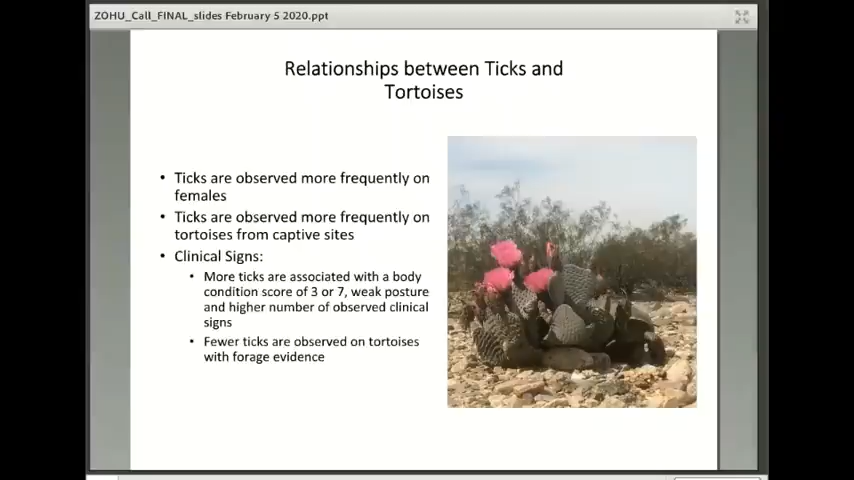 ZOHU_Call_FINAL_slides February 5 2020.ppt
Relationships between Ticks and
Tortoises
• Ticks are observed more frequently on
females
• Ticks are observed more frequently on
tortoises from captive sites
• Clinical Signs:
• More ticks are associated with a body
condition score of 3 or 7, weak posture
and higher number of observed clinical
signs
• Fewer ticks are observed on tortoises
with forage evidence